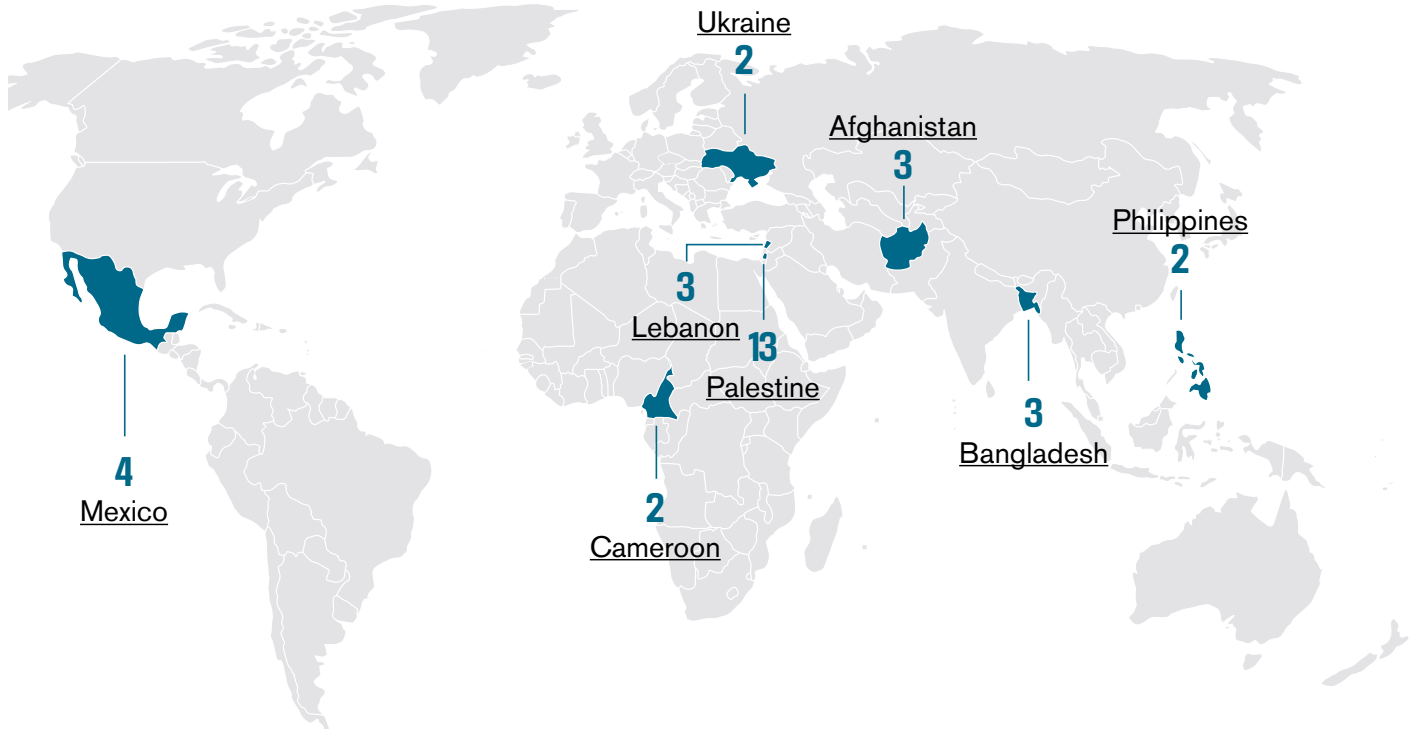 Ukraine
2
Afghanistan
3
Philippines
2
3
Lebanon
13
Palestine
3
Bangladesh
4
Mexico
2
Cameroon